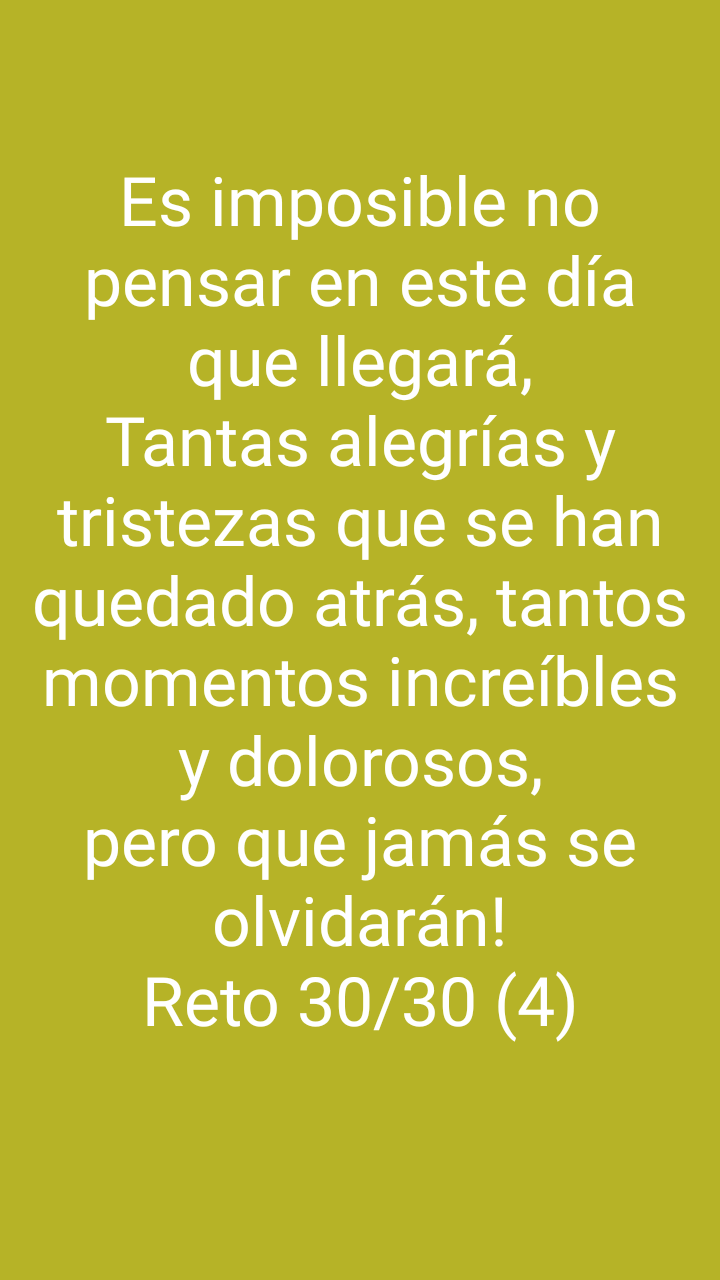 Es imposible no
pensar en este día
que llegará,
Tantas alegrías y
tristezas que se han
quedado atrás, tantos
momentos increíbles
y dolorosos,
pero que jamás se
olvidarán!
Reto 30/30 (4)